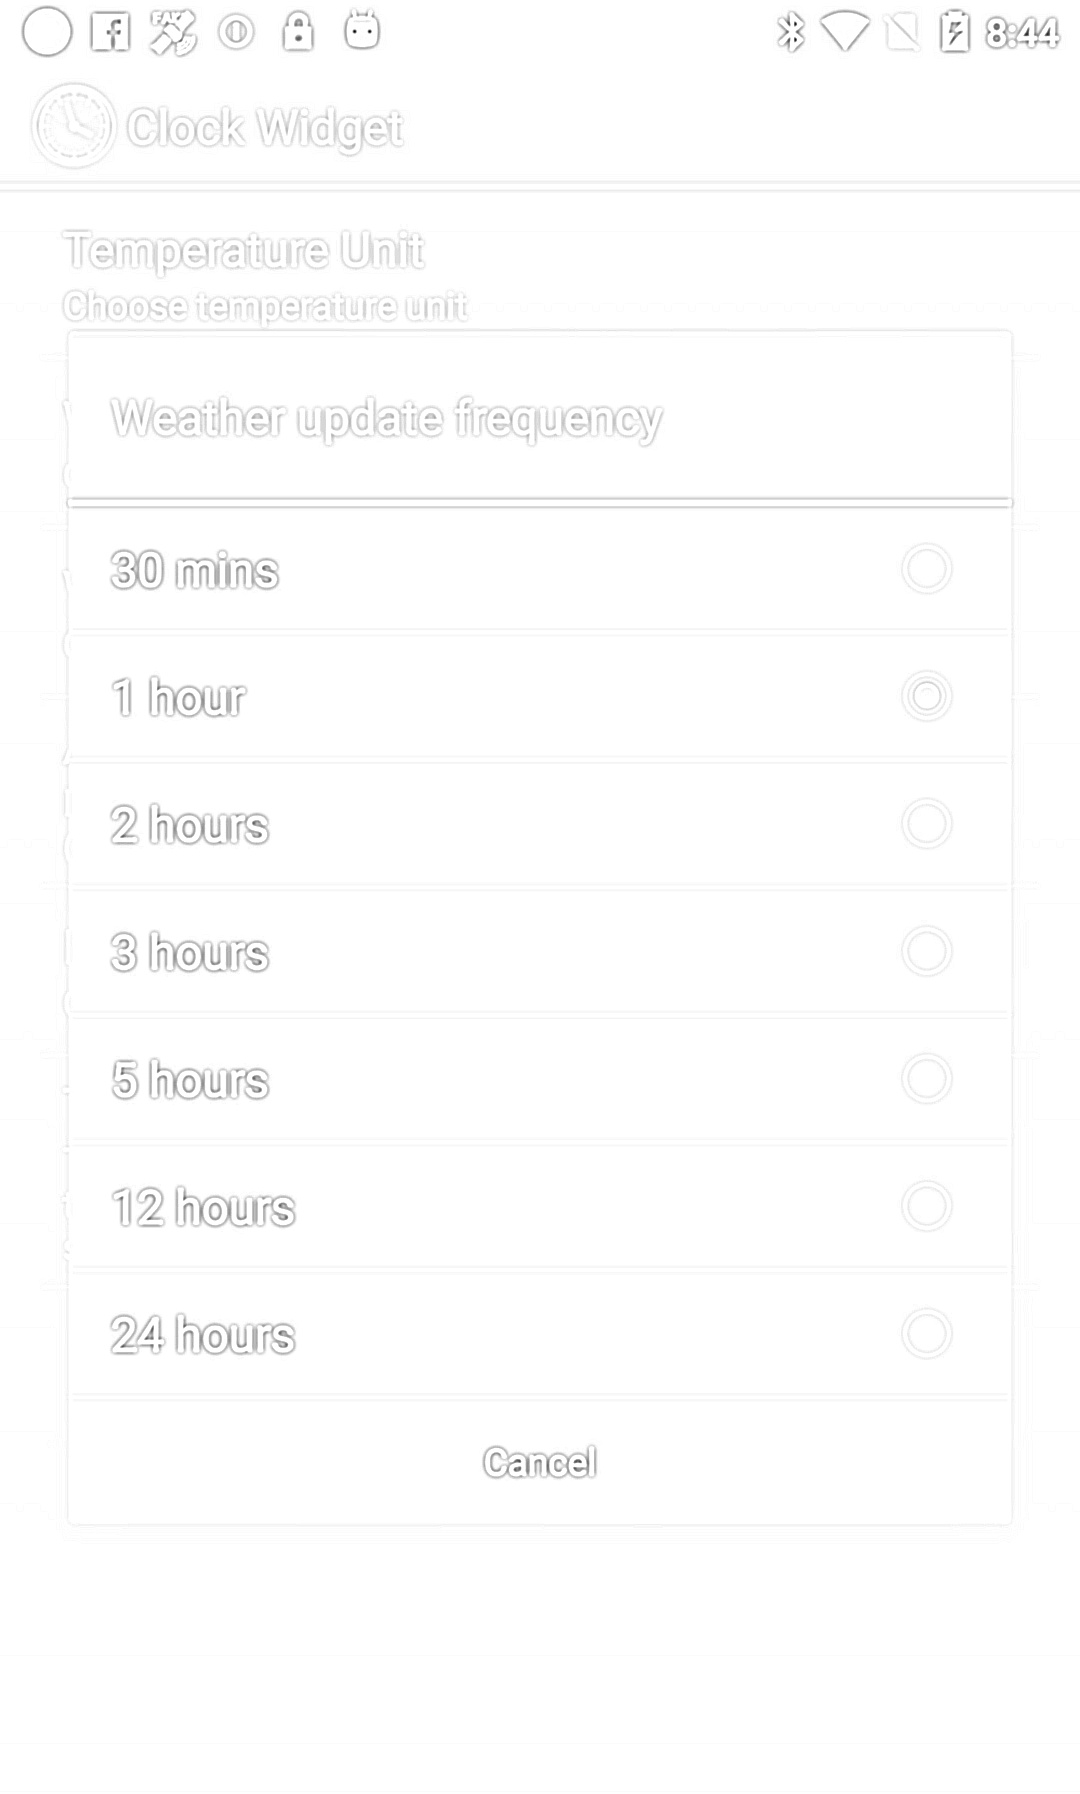 8:44
Clock Widget
Temperature Unit
Choose temperature unit
Weather update frequency
30 mins
1 hour
2 hours
3 hours
5 hours
12 hours
24 hours
Cancel